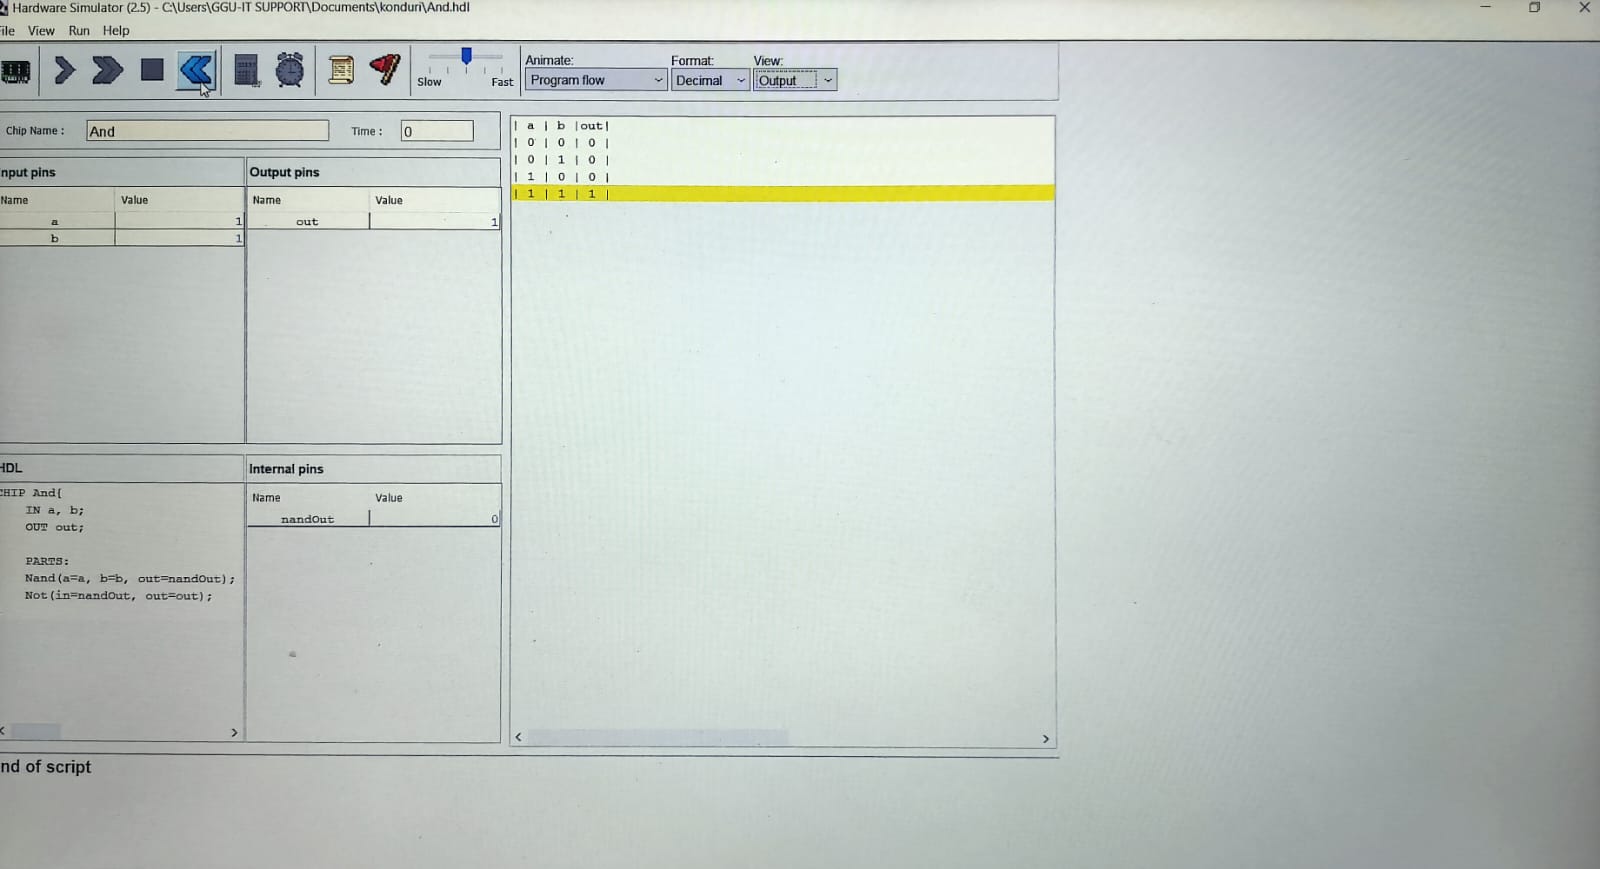 Hardware Simulator (2.5) - C:\Users\GGU-IT SUPPORT\Documents\konduri\And.hdl
ile View Run Help
Slow Fast
Animate: Format: View:
Program flow Decimal Output
Chip Name : And Time : 0
nput pins
Name Value
a 1
b 1
Output pins
Name Value
out 1
| a | b |out|
| 0 | 0 | 0 |
| 0 | 1 | 0 |
| 1 | 0 | 0 |
| 1 | 1 | 1 |
HDL
CHIP And{
IN a, b;
OUT out;
PARTS:
Nand(a=a, b=b, out=nandOut);
Not(in=nandOut, out=out);
Internal pins
Name Value
nandOut 0
nd of script